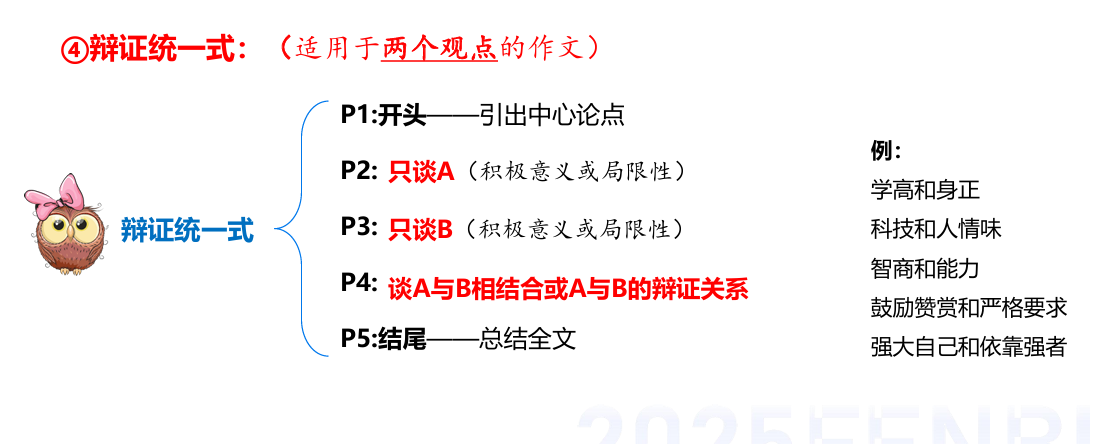 ④辩证统一式：（适用于两个观点的作文）
P1:开头——引出中心论点
P2: 只谈A（积极意义或局限性）
辩证统一式
P3: 只谈B（积极意义或局限性）
P4: 谈A与B相结合或A与B的辩证关系
P5:结尾——总结全文
例：
学高和身正
科技和人情味
智商和能力
鼓励赞赏和严格要求
强大自己和依靠强者
2025FENBI